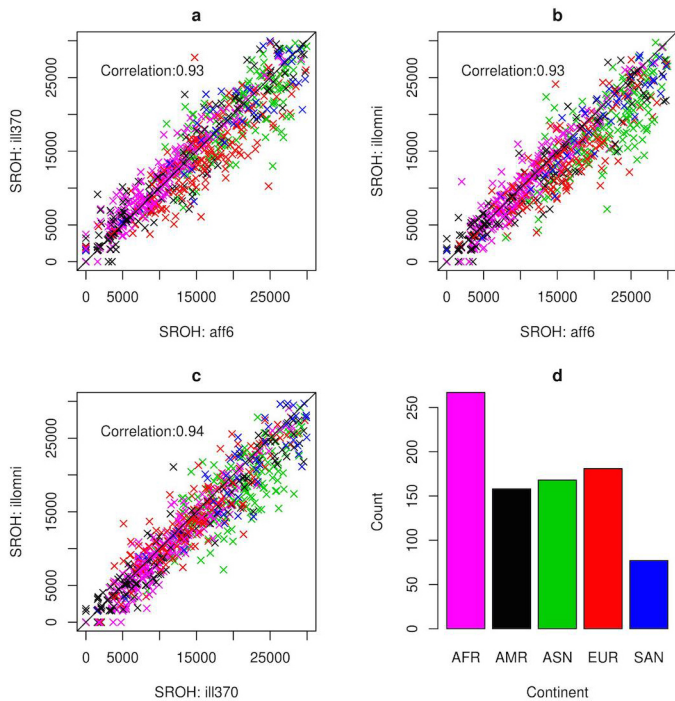 a
Correlation:0.93
SROH: ill370
0 5000 15000 25000
0 5000 15000 25000
SROH: aff6
b
Correlation:0.93
SROH: illomni
0 5000 15000 25000
0 5000 15000 25000
SROH: aff6
c
Correlation:0.94
SROH: illomni
0 5000 15000 25000
0 5000 15000 25000
SROH: ill370
d
Count
0 50 100 150 200 250
AFR AMR ASN EUR SAN
Continent